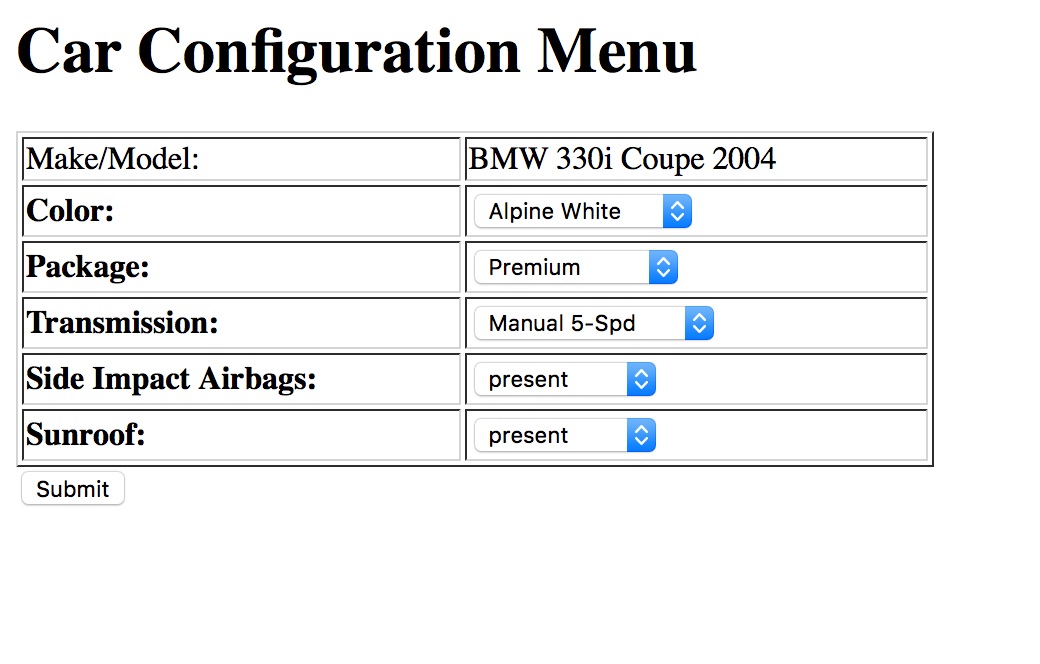 Car Configuration Menu
Make/Model: BMW 330i Coupe 2004
Color: Alpine White
Package: Premium
Transmission: Manual 5-Spd
Side Impact Airbags: present
Sunroof: present
Submit